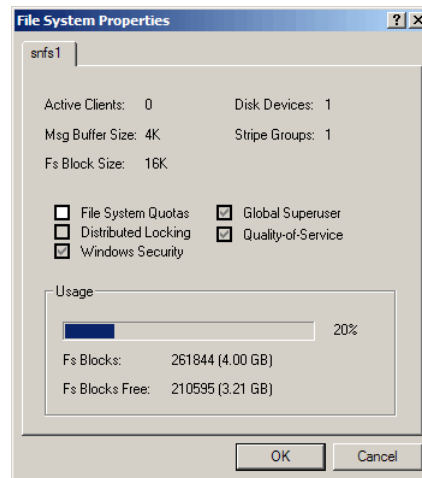 File System Properties
snfs1
Active Clients: 0 Disk Devices: 1
Msg Buffer Size: 4K Stripe Groups: 1
Fs Block Size: 16K
File System Quotas Global Superuser
Distributed Locking Quality-of-Service
Windows Security
Usage
20%
Fs Blocks: 261844 (4.00 GB)
Fs Blocks Free: 210595 (3.21 GB)
OK Cancel